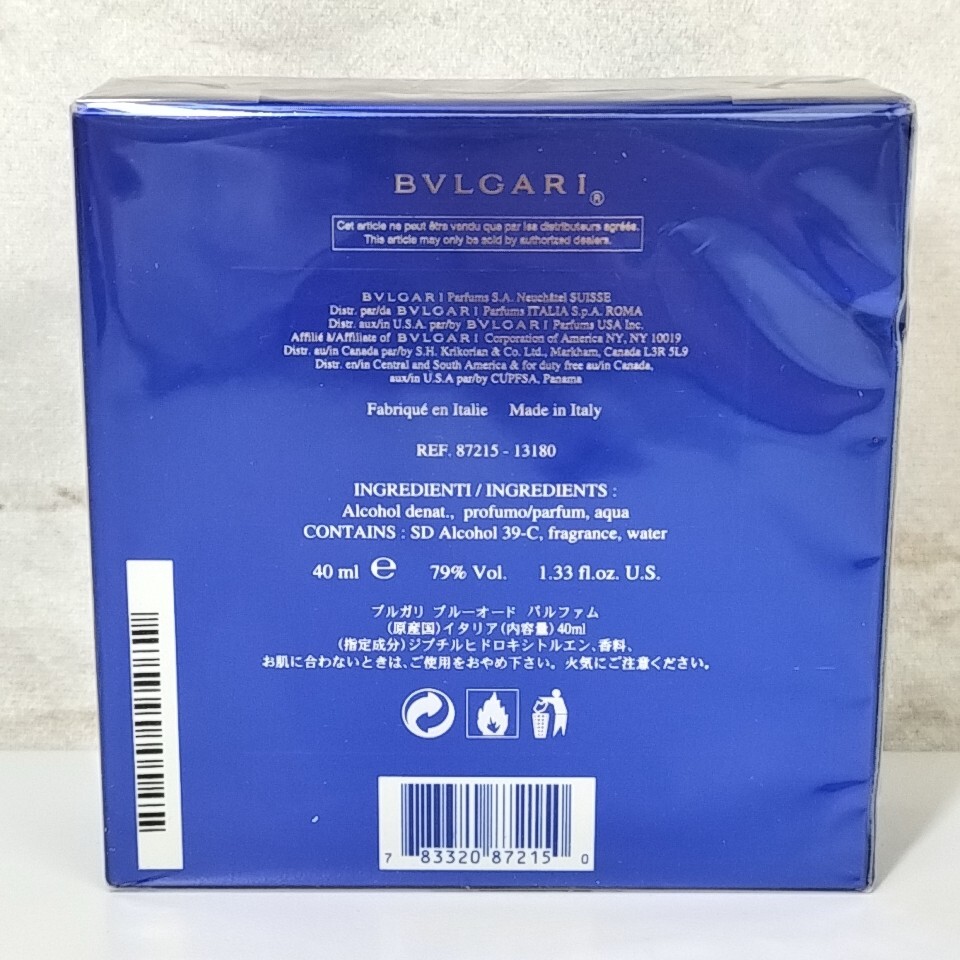 BVLGARI®
Cet article ne peut être vendu que par les distributeurs agréés.
This article may only be sold by authorized dealers.
BVLGARI Parfums S.A. Neuchâtel SUISSE
Distr. par/da BVLGARI Parfums ITALIA S.p.A. ROMA
Distr. aux/in U.S.A. par/by BVLGARI Parfums USA Inc.
Affilié à/Affiliate of BVLGARI Corporation of America NY, NY 10019
Distr. au/in Canada par/by S.H. Krikorian & Co. Ltd., Markham, Canada L3R 5L9
Distr. en/in Central and South America & for duty free au/in Canada,
aux/in U.S.A par/by CUPFSA, Panama
Fabriqué en Italie Made in Italy
REF. 87215 - 13180
INGREDIENTI / INGREDIENTS :
Alcohol denat., profumo/parfum, aqua
CONTAINS : SD Alcohol 39-C, fragrance, water
40 ml ℮ 79% Vol. 1.33 fl.oz. U.S.
ブルガリ ブルーオード パルファム
(原産国)イタリア(内容量)40ml
(指定成分)ジブチルヒドロキシトルエン、香料、
お肌に合わないときは、ご使用をおやめ下さい。火気にご注意ください。
7 83320 87215 0